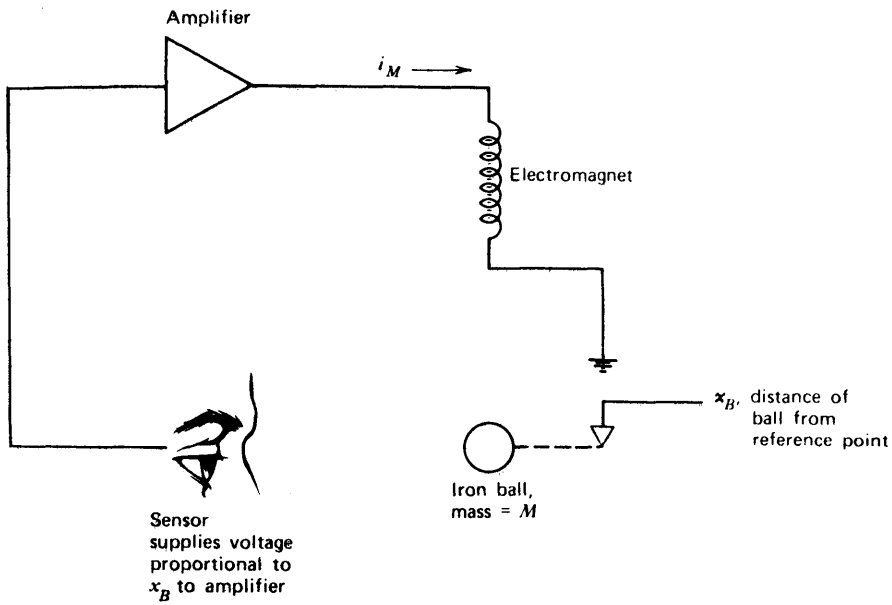 Amplifier
i_M
Electromagnet
x_B, distance of
ball from
reference point
Iron ball,
mass = M
Sensor
supplies voltage
proportional to
x_B to amplifier